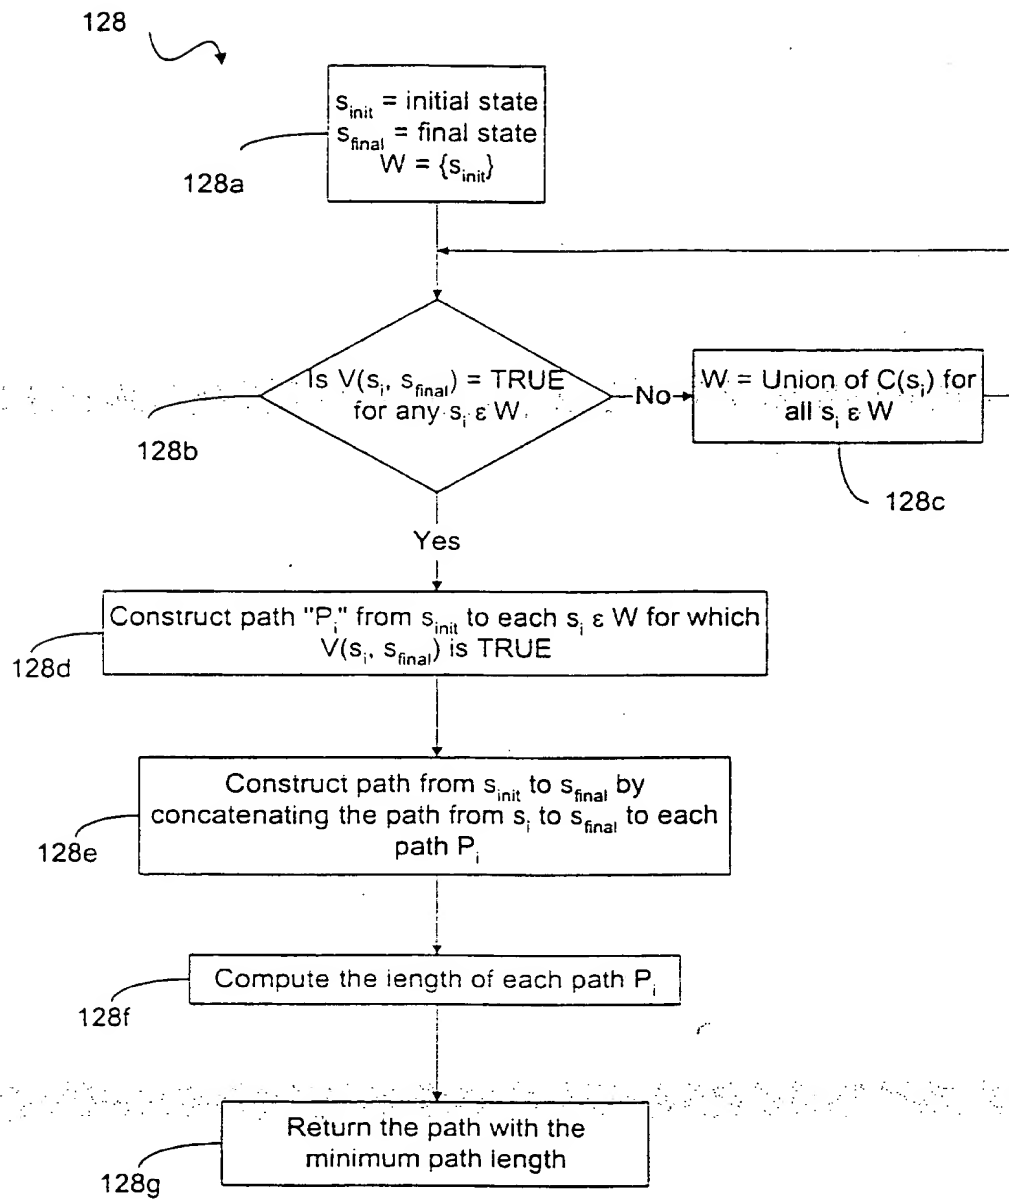 128
s_init = initial state
s_final = final state
W = {s_init}
128a
Is V(s_i, s_final) = TRUE
for any s_i ε W
No
W = Union of C(s_i) for
all s_i ε W
128b
128c
Yes
Construct path "P_i" from s_init to each s_i ε W for which
V(s_i, s_final) is TRUE
128d
Construct path from s_init to s_final by
concatenating the path from s_i to s_final to each
path P_i
128e
Compute the length of each path P_i
128f
Return the path with the
minimum path length
128g